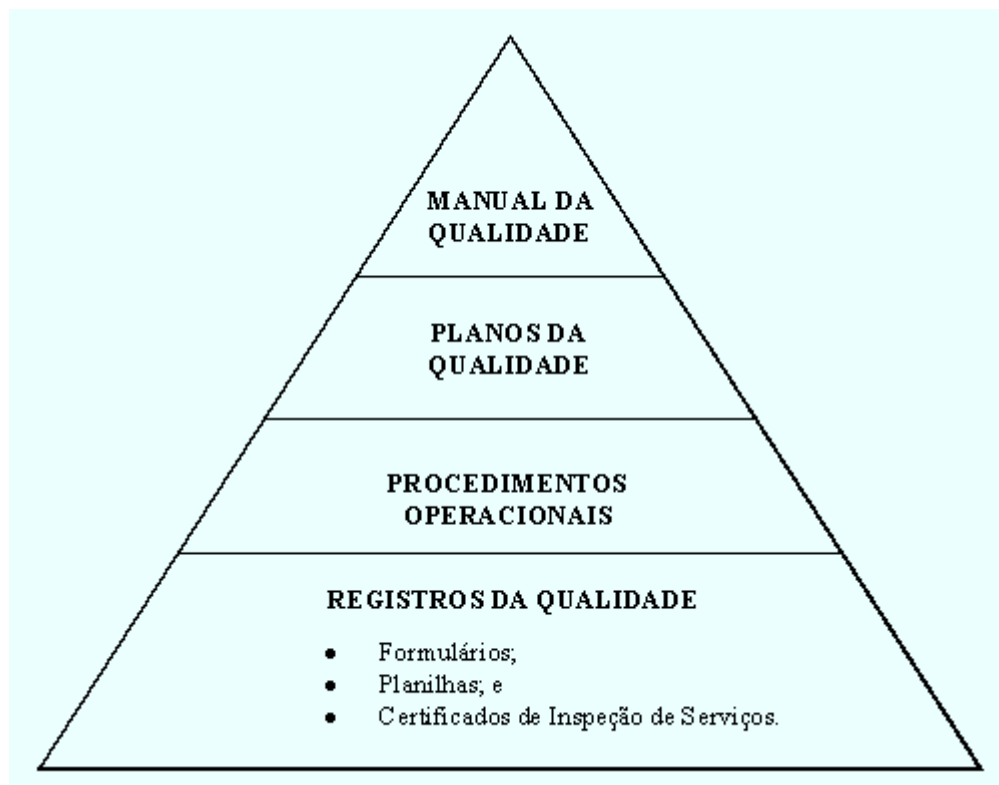 MANUAL DA
QUALIDADE
PLANOS DA
QUALIDADE
PROCEDIMENTOS
OPERACIONAIS
REGISTROS DA QUALIDADE
● Formulários;
● Planilhas; e
● Certificados de Inspeção de Serviços.